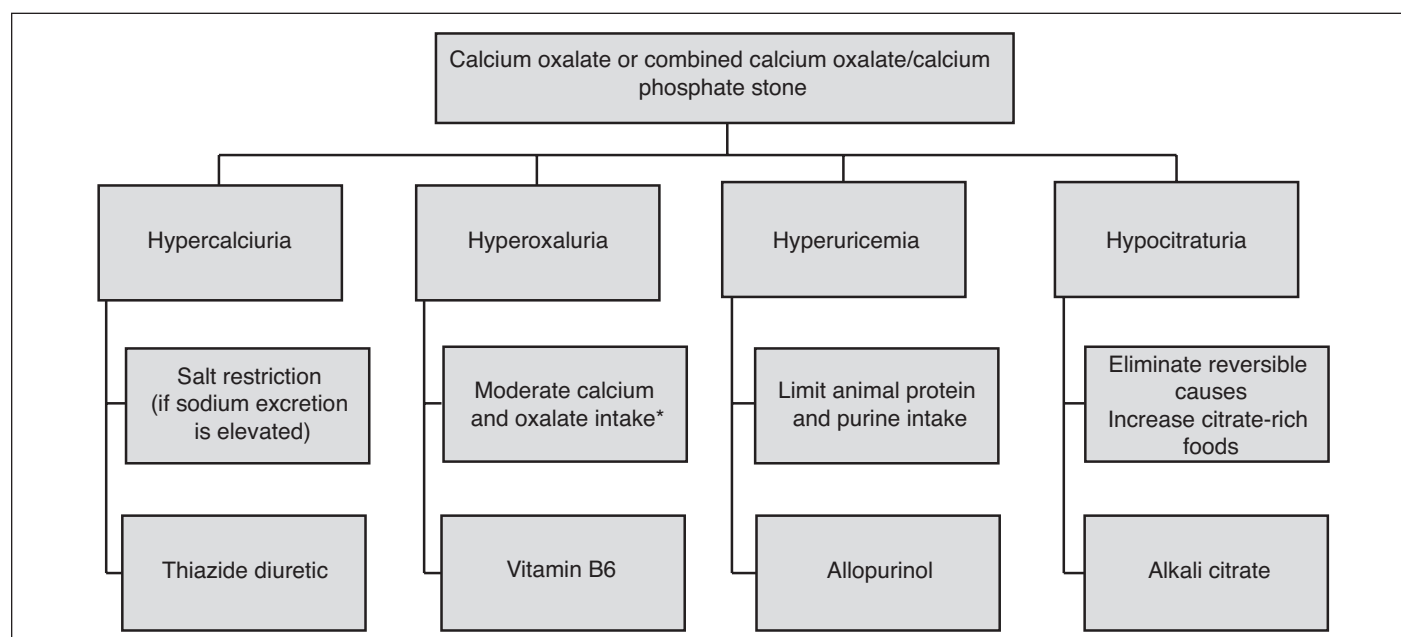 Calcium oxalate or combined calcium oxalate/calcium
phosphate stone
Hypercalciuria
Hyperoxaluria
Hyperuricemia
Hypocitraturia
Salt restriction
(if sodium excretion
is elevated)
Moderate calcium
and oxalate intake*
Limit animal protein
and purine intake
Eliminate reversible
causes
Increase citrate-rich
foods
Thiazide diuretic
Vitamin B6
Allopurinol
Alkali citrate